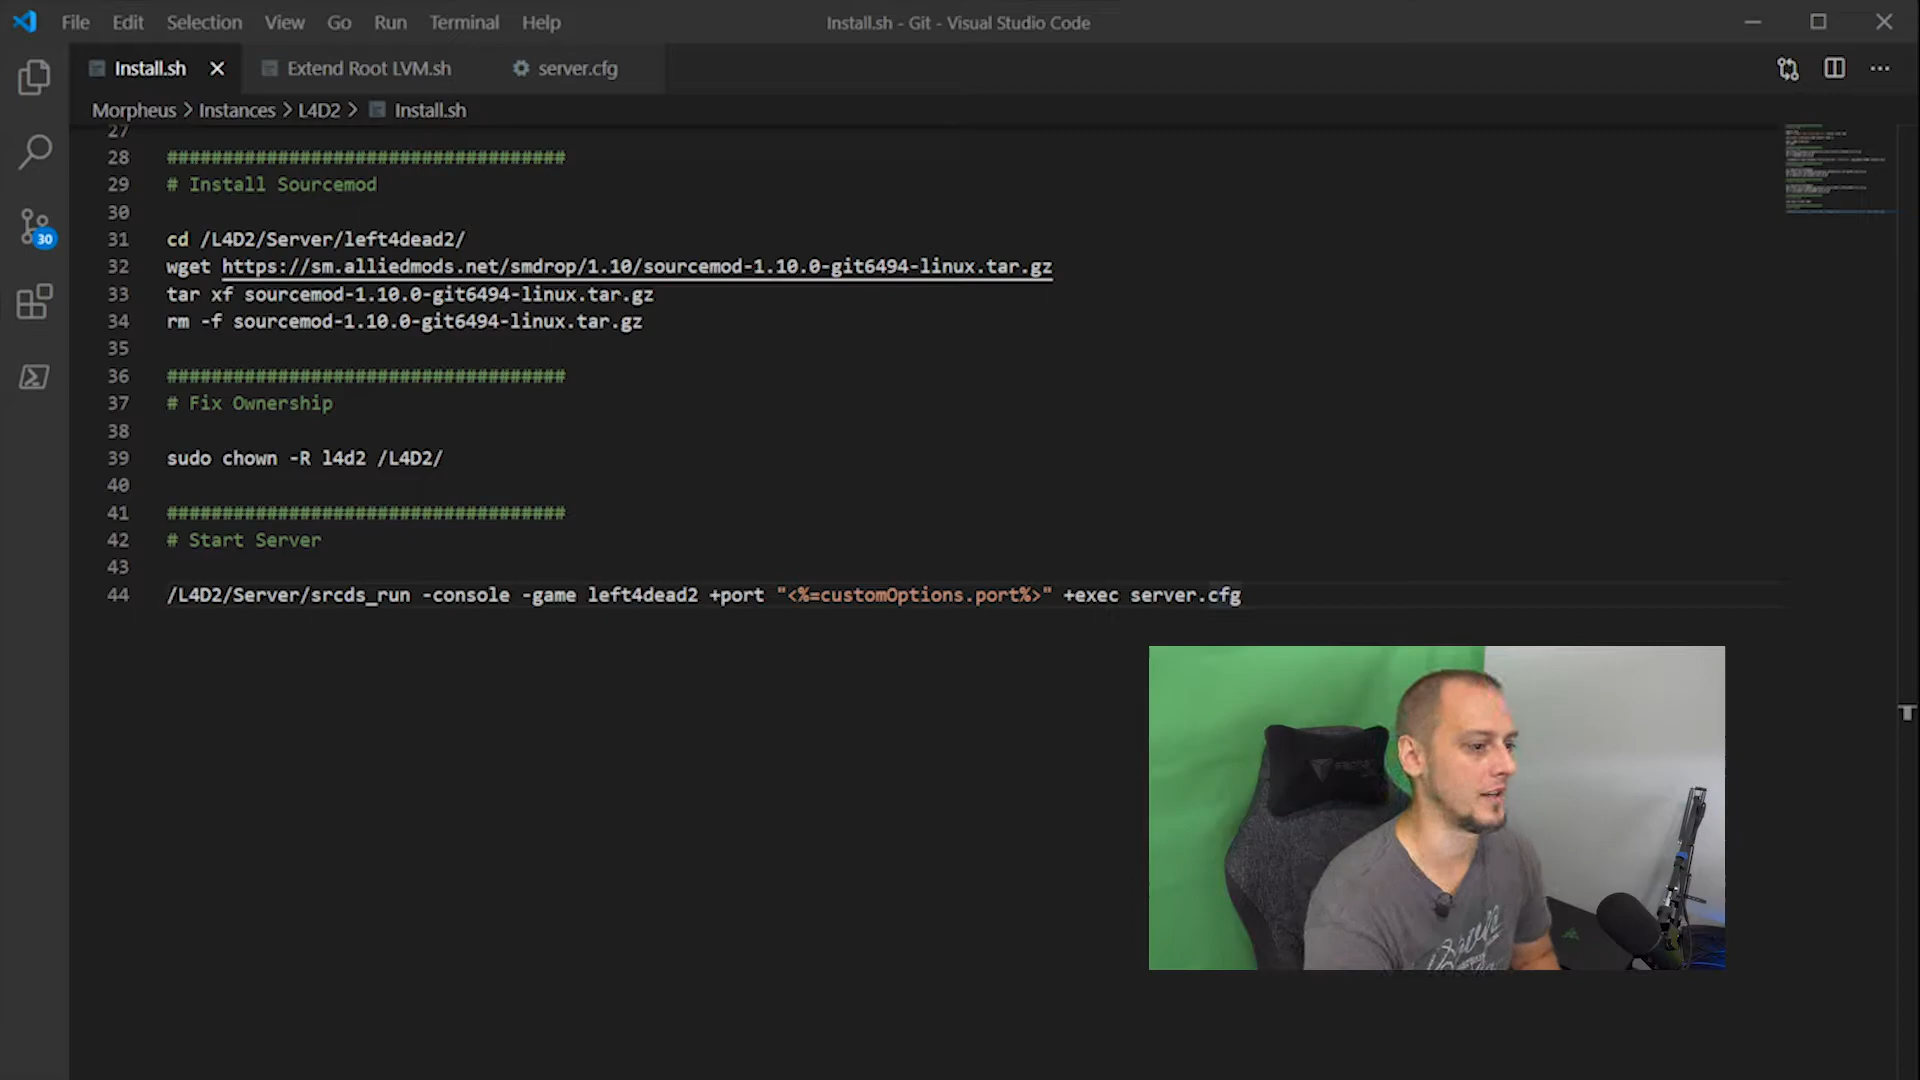 File Edit Selection View Go Run Terminal Help Install.sh - Git - Visual Studio Code
Install.sh Extend Root LVM.sh server.cfg
Morpheus > Instances > L4D2 > Install.sh
30
27
28 ####################################
29 # Install Sourcemod
30
31 cd /L4D2/Server/left4dead2/
32 wget https://sm.alliedmods.net/smdrop/1.10/sourcemod-1.10.0-git6494-linux.tar.gz
33 tar xf sourcemod-1.10.0-git6494-linux.tar.gz
34 rm -f sourcemod-1.10.0-git6494-linux.tar.gz
35
36 ####################################
37 # Fix Ownership
38
39 sudo chown -R l4d2 /L4D2/
40
41 ####################################
42 # Start Server
43
44 /L4D2/Server/srcds_run -console -game left4dead2 +port "<%=customOptions.port%>" +exec server.cfg